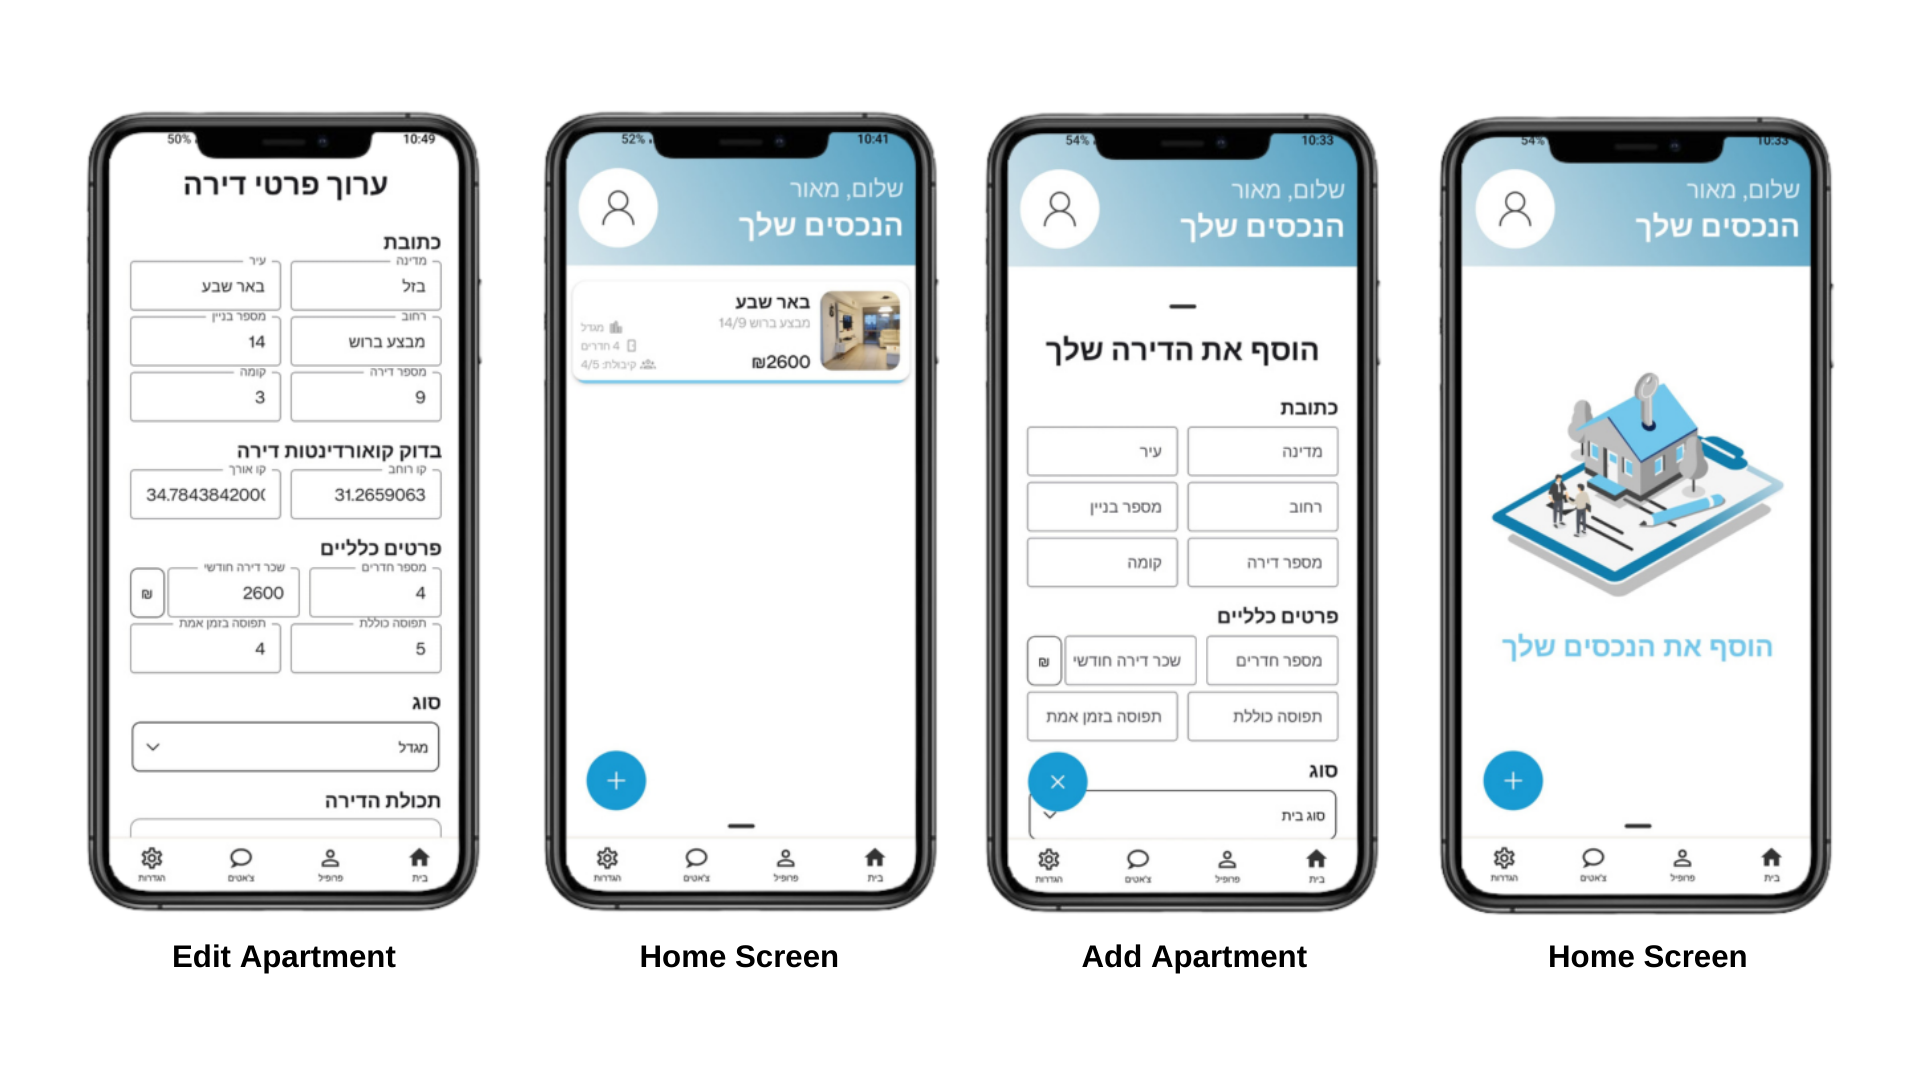 50%
10:49
ערוך פרטי דירה
כתובת
מדינה
בזל
עיר
באר שבע
רחוב
מבצע ברוש
מספר בניין
14
מספר דירה
9
קומה
3
בדוק קואורדינטות דירה
קו רוחב
31.2659063
קו אורך
34.784384200
פרטים כלליים
מספר חדרים
4
שכר דירה חודשי
2600
₪
תפוסה כוללת
5
תפוסה בזמן אמת
4
סוג
מגדל
תכולת הדירה
בית
פרופיל
צ'אטים
הגדרות
Edit Apartment
52%
10:41
שלום, מאור
הנכסים שלך
באר שבע
מבצע ברוש 14/9
₪2600
מגדל
4 חדרים
קיבולת: 4/5
בית
פרופיל
צ'אטים
הגדרות
Home Screen
54%
10:33
שלום, מאור
הנכסים שלך
הוסף את הדירה שלך
כתובת
מדינה
עיר
רחוב
מספר בניין
מספר דירה
קומה
פרטים כלליים
מספר חדרים
שכר דירה חודשי
₪
תפוסה כוללת
תפוסה בזמן אמת
סוג
סוג בית
בית
פרופיל
צ'אטים
הגדרות
Add Apartment
54%
10:33
שלום, מאור
הנכסים שלך
הוסף את הנכסים שלך
בית
פרופיל
צ'אטים
הגדרות
Home Screen